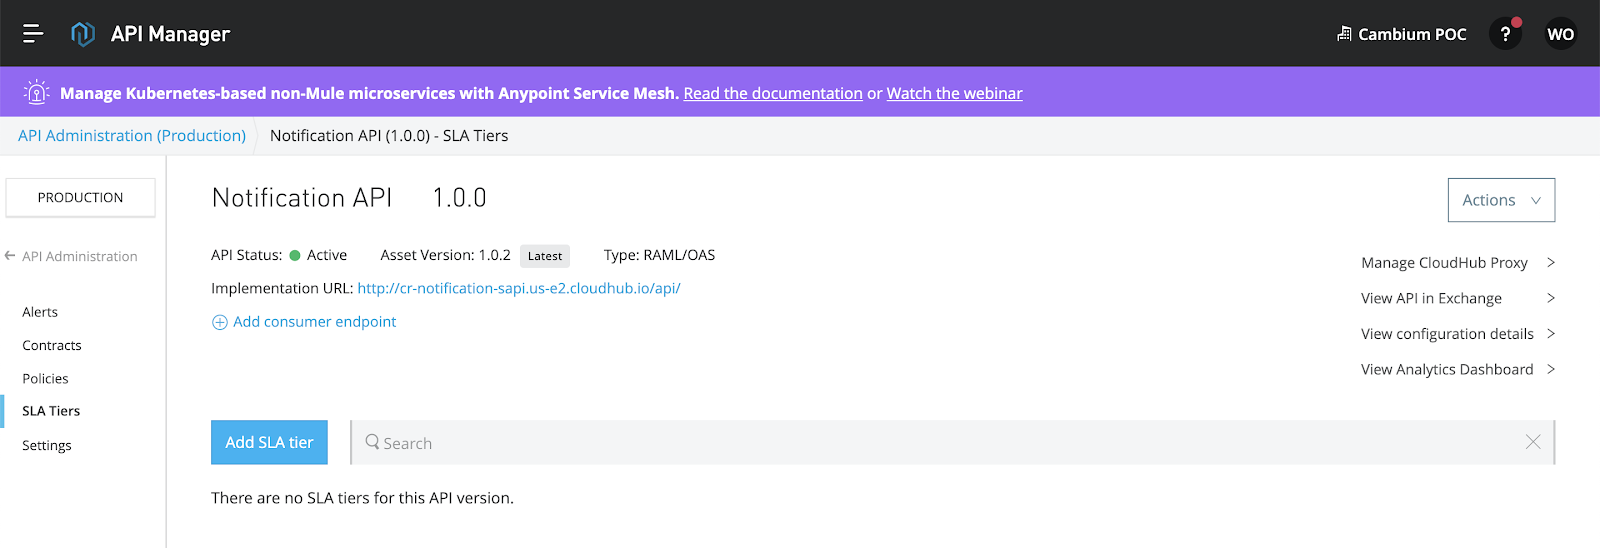 API Manager
Cambium POC
?
WO
Manage Kubernetes-based non-Mule microservices with Anypoint Service Mesh. Read the documentation or Watch the webinar
API Administration (Production)
Notification API (1.0.0) - SLA Tiers
PRODUCTION
API Administration
Alerts
Contracts
Policies
SLA Tiers
Settings
Notification API 1.0.0
Actions
API Status: Active Asset Version: 1.0.2 Latest Type: RAML/OAS
Implementation URL: http://cr-notification-sapi.us-e2.cloudhub.io/api/
Add consumer endpoint
Manage CloudHub Proxy >
View API in Exchange >
View configuration details >
View Analytics Dashboard >
Add SLA tier
Search
There are no SLA tiers for this API version.